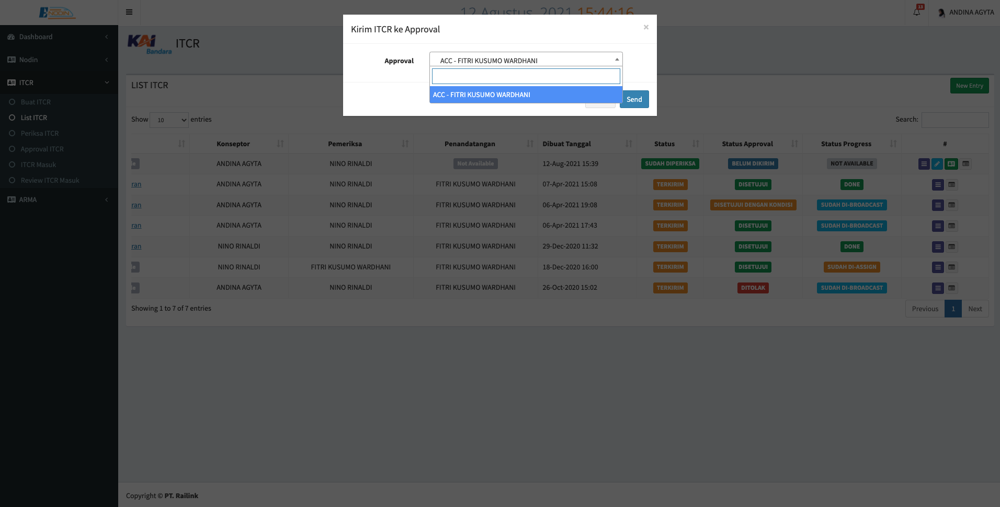 NODIN
12 Agustus 2021 15:44:16
13
ANDINA AGYTA
Dashboard
Nodin
ITCR
Buat ITCR
List ITCR
Periksa ITCR
Approval ITCR
ITCR Masuk
Review ITCR Masuk
ARMA
KAI Bandara ITCR
Kirim ITCR ke Approval ×
Approval ACC - FITRI KUSUMO WARDHANI
ACC - FITRI KUSUMO WARDHANI
Send
LIST ITCR New Entry
Show 10 entries Search:
Konseptor Pemeriksa Penandatangan Dibuat Tanggal Status Status Approval Status Progress #
le ANDINA AGYTA NINO RINALDI Not Available 12-Aug-2021 15:39 SUDAH DIPERIKSA BELUM DIKIRIM NOT AVAILABLE
ran ANDINA AGYTA NINO RINALDI FITRI KUSUMO WARDHANI 07-Apr-2021 15:08 TERKIRIM DISETUJUI DONE
ran ANDINA AGYTA NINO RINALDI FITRI KUSUMO WARDHANI 06-Apr-2021 19:08 TERKIRIM DISETUJUI DENGAN KONDISI SUDAH DI-BROADCAST
ran ANDINA AGYTA NINO RINALDI FITRI KUSUMO WARDHANI 06-Apr-2021 17:43 TERKIRIM DISETUJUI SUDAH DI-BROADCAST
ran NINO RINALDI NINO RINALDI FITRI KUSUMO WARDHANI 29-Dec-2020 11:32 TERKIRIM DISETUJUI DONE
le NINO RINALDI FITRI KUSUMO WARDHANI FITRI KUSUMO WARDHANI 18-Dec-2020 16:00 TERKIRIM DISETUJUI SUDAH DI-ASSIGN
le ANDINA AGYTA NINO RINALDI FITRI KUSUMO WARDHANI 26-Oct-2020 15:02 TERKIRIM DITOLAK SUDAH DI-BROADCAST
Showing 1 to 7 of 7 entries Previous 1 Next
Copyright © PT. Railink